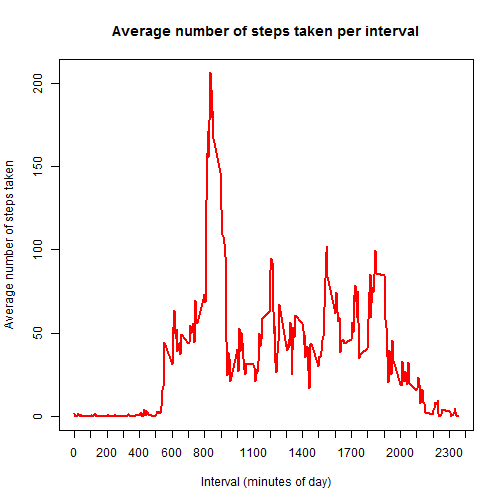 Average number of steps taken per interval
Average number of steps taken
200
150
100
50
0
0 200 400 600 800 1100 1400 1700 2000 2300
Interval (minutes of day)